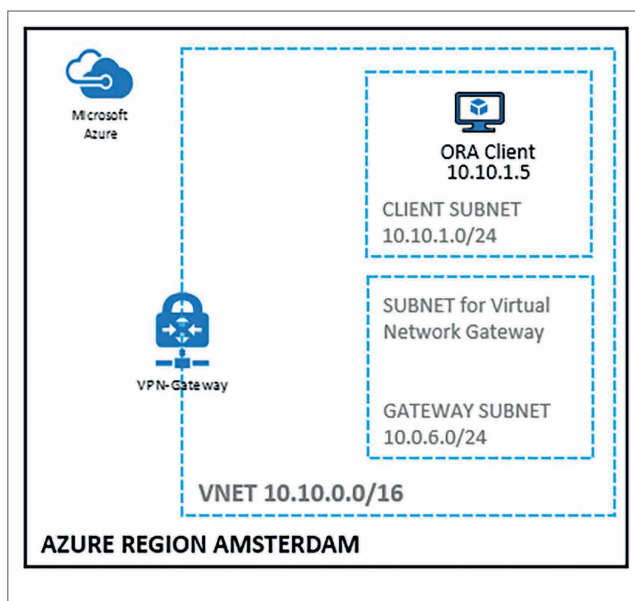 Microsoft
Azure
ORA Client
10.10.1.5
CLIENT SUBNET
10.10.1.0/24
SUBNET for Virtual
Network Gateway
VPN-Gateway
GATEWAY SUBNET
10.0.6.0/24
VNET 10.10.0.0/16
AZURE REGION AMSTERDAM